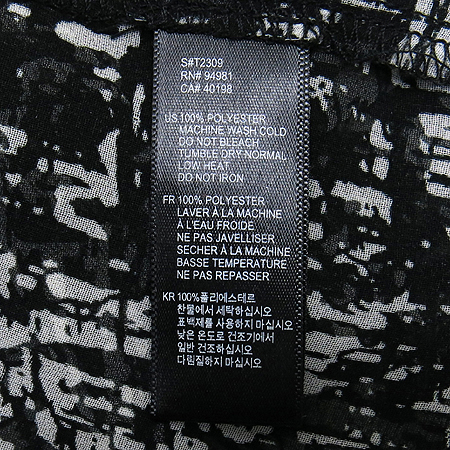 S#T2309
RN# 94981
CA# 40198
US 100% POLYESTER
MACHINE WASH COLD
DO NOT BLEACH
TUMBLE DRY NORMAL
LOW HEAT
DO NOT IRON
FR 100% POLYESTER
LAVER À LA MACHINE
À L'EAU FROIDE
NE PAS JAVELLISER
SECHER À LA MACHINE
BASSE TEMPERATURE
NE PAS REPASSER
KR 100%폴리에스테르
찬물에서 세탁하십시오
표백제를 사용하지 마십시오
낮은 온도로 건조기에서
일반 건조하십시오
다림질하지 마십시오